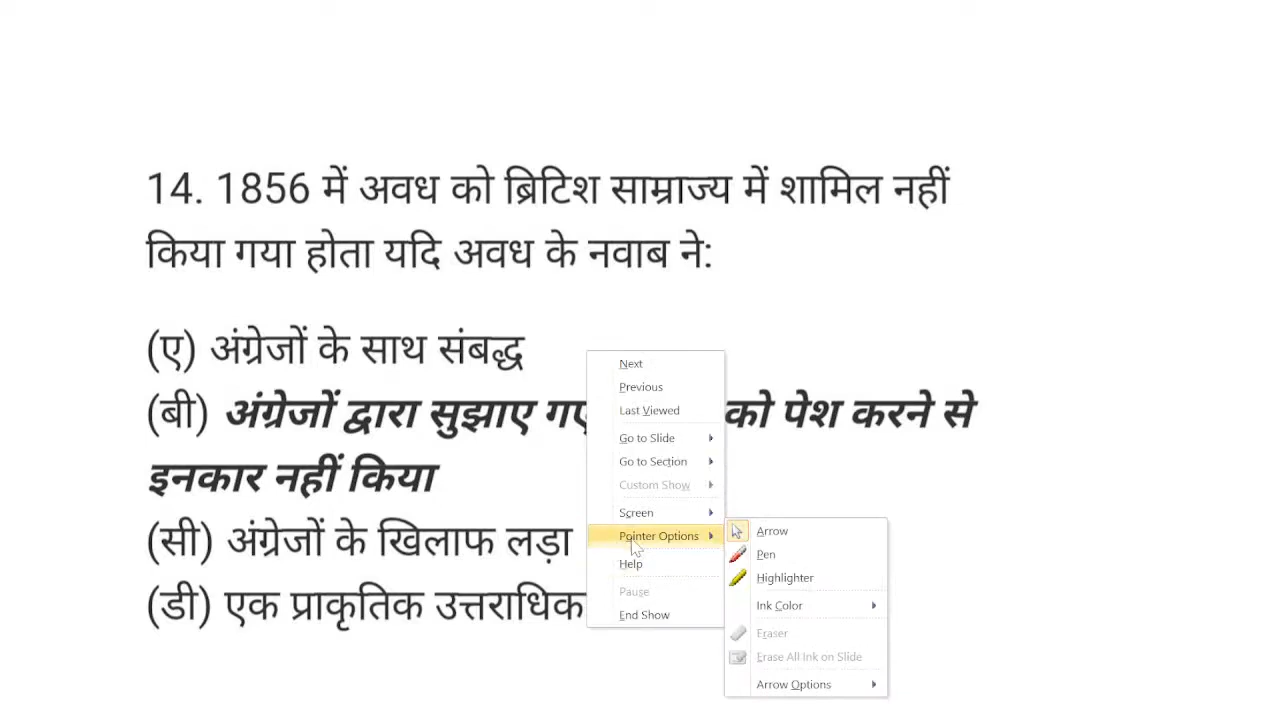 14. 1856 में अवध को ब्रिटिश साम्राज्य में शामिल नहीं
किया गया होता यदि अवध के नवाब ने:
(ए) अंग्रेजों के साथ संबद्ध
(बी) अंग्रेजों द्वारा सुझाए को पेश करने से
इनकार नहीं किया
(सी) अंग्रेजों के खिलाफ लड़ा
(डी) एक प्राकृतिक
Next
Previous
Last Viewed
Go to Slide
Go to Section
Custom Show
Screen
Pointer Options
Help
Pause
End Show
Arrow
Pen
Highlighter
Ink Color
Eraser
Erase All Ink on Slide
Arrow Options